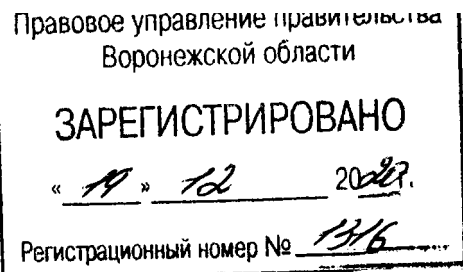 Правовое управление правительства
Воронежской области
ЗАРЕГИСТРИРОВАНО
« 19 » 12 20 г.
Регистрационный номер № 1316